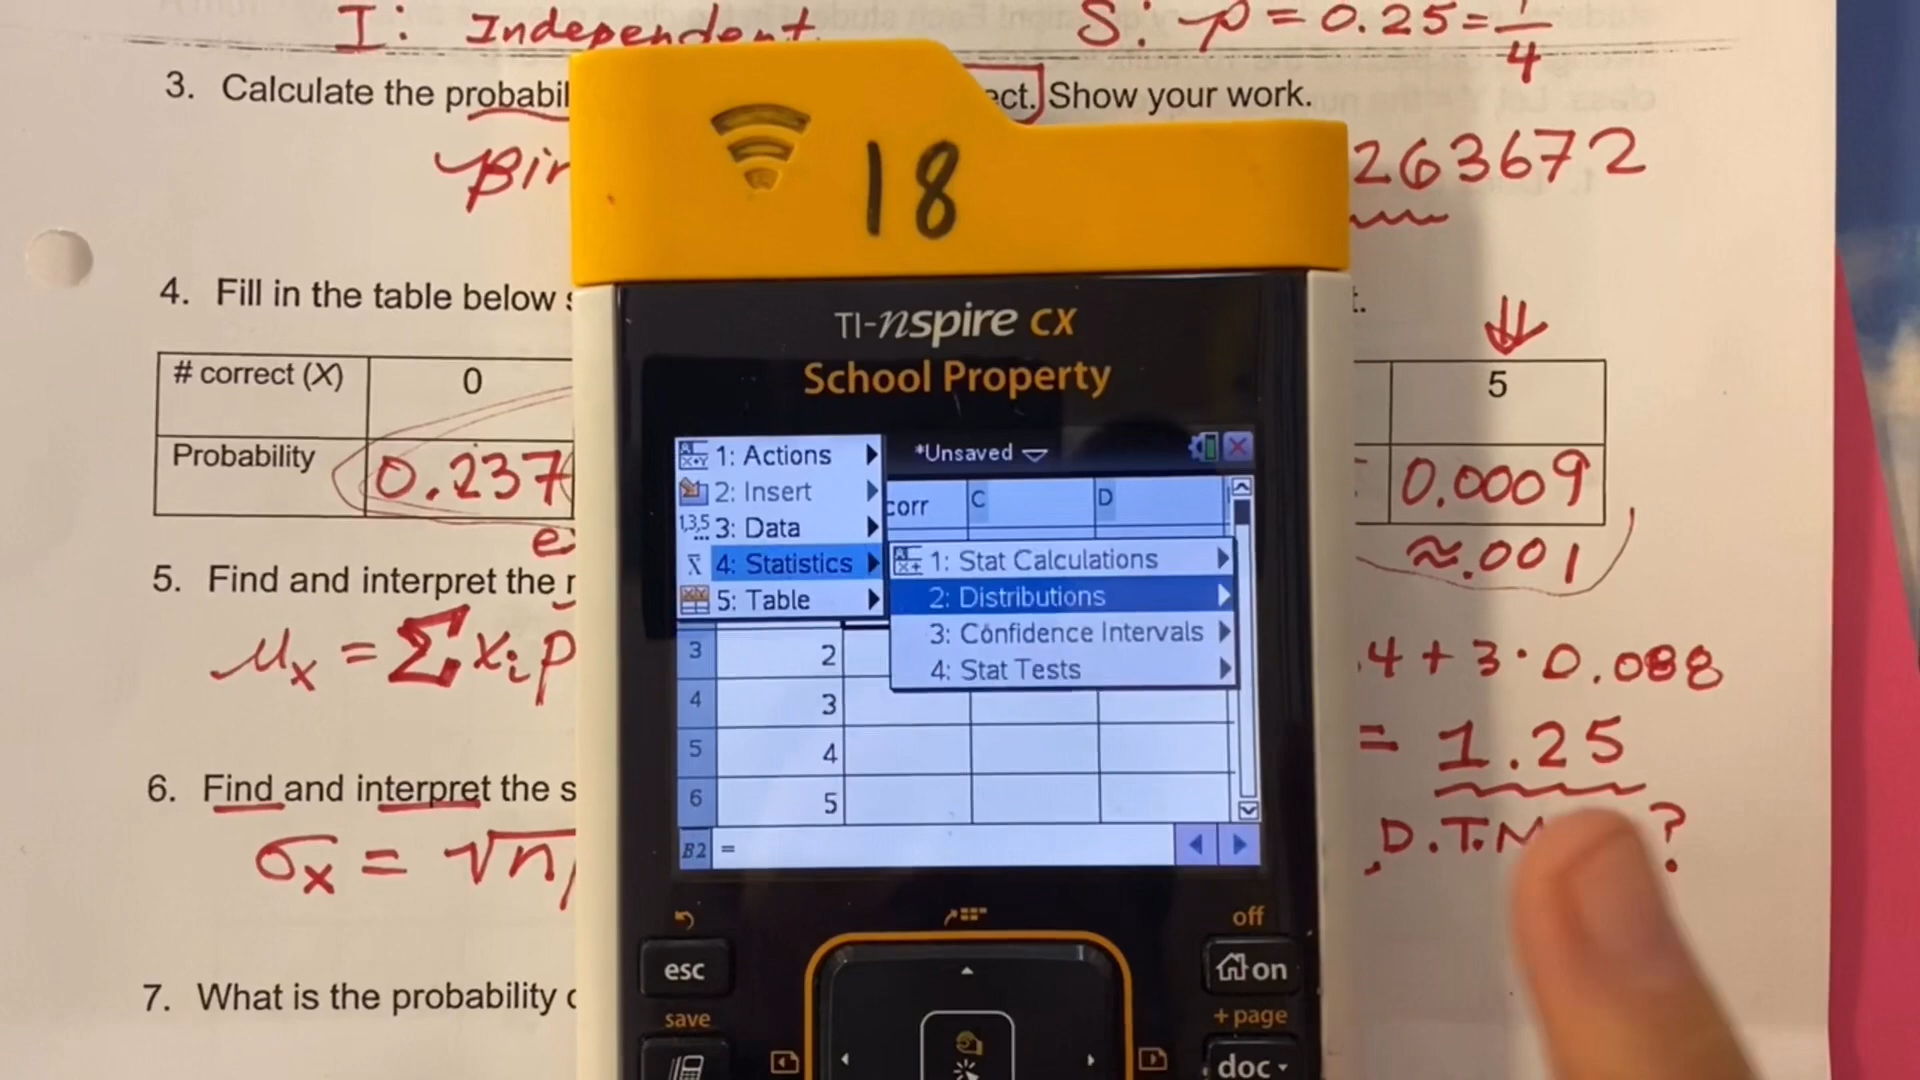 I: Independent
S: p = 0.25 = 1/4
3. Calculate the probabil ect. Show your work.
Bin 263672
18
4. Fill in the table below
TI-nspire CX
School Property
# correct (X) 0 5
Probability 0.237 0.0009
≈.001
1: Actions
2: Insert
3: Data
4: Statistics
5: Table
*Unsaved
corr C D
1: Stat Calculations
2: Distributions
3: Confidence Intervals
4: Stat Tests
3 2
4 3
5 4
6 5
B2 =
5. Find and interpret the
μx = Σ xi p .4 + 3·0.088
= 1.25
6. Find and interpret the s
σx = √n D.T.M ?
7. What is the probability
esc
off
on
save
+ page
doc